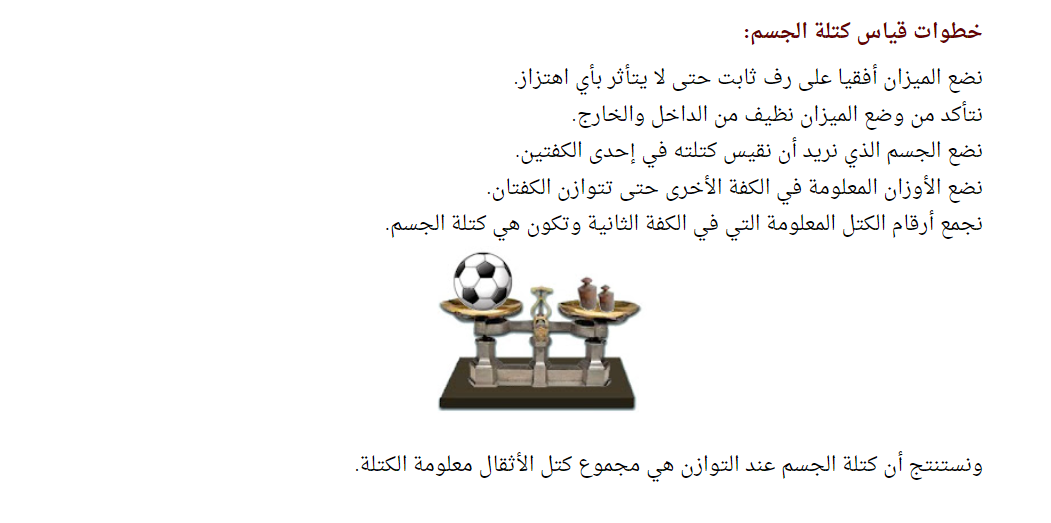 خطوات قياس كتلة الجسم:
نضع الميزان أفقيا على رف ثابت حتى لا يتأثر بأي اهتزاز.
نتأكد من وضع الميزان نظيف من الداخل والخارج.
نضع الجسم الذي نريد أن نقيس كتلته في إحدى الكفتين.
نضع الأوزان المعلومة في الكفة الأخرى حتى تتوازن الكفتان.
نجمع أرقام الكتل المعلومة التي في الكفة الثانية وتكون هي كتلة الجسم.
ونستنتج أن كتلة الجسم عند التوازن هي مجموع كتل الأثقال معلومة الكتلة.